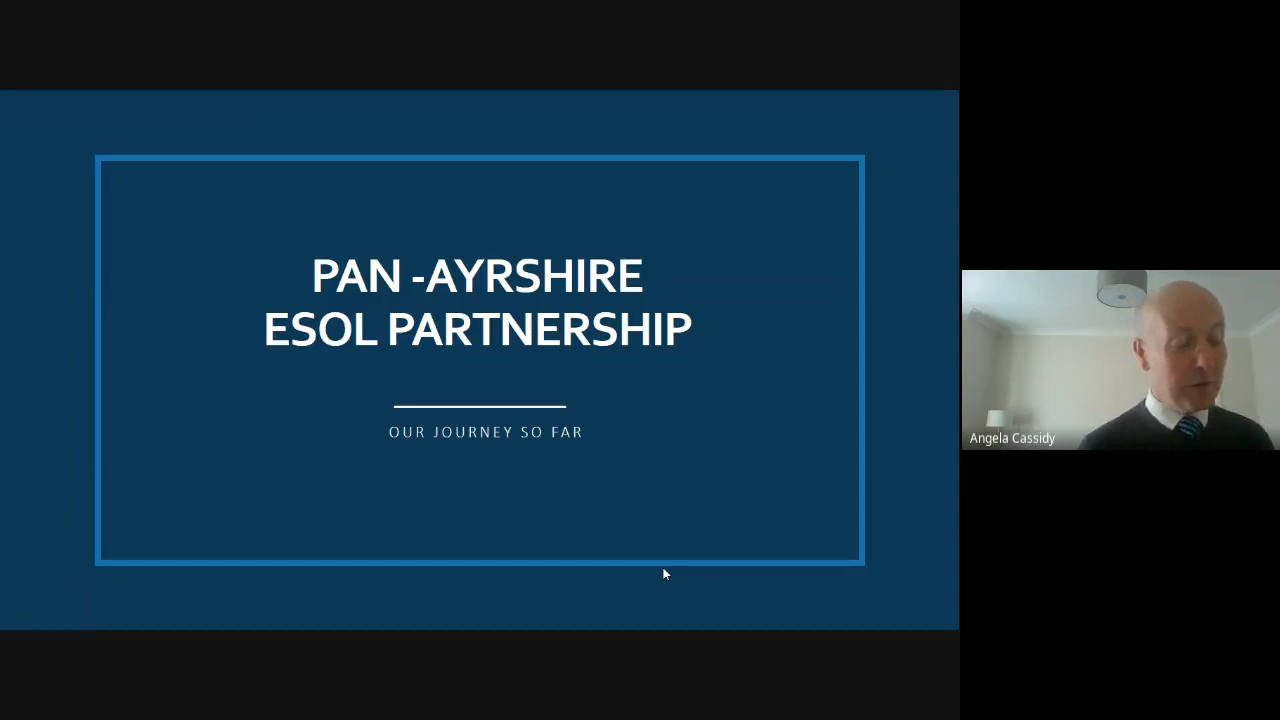 PAN -AYRSHIRE
ESOL PARTNERSHIP
OUR JOURNEY SO FAR
Angela Cassidy